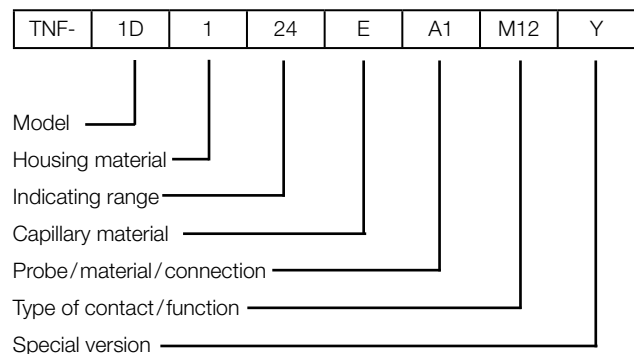 TNF- 1D 1 24 E A1 M12 Y
Model
Housing material
Indicating range
Capillary material
Probe/material/connection
Type of contact/function
Special version